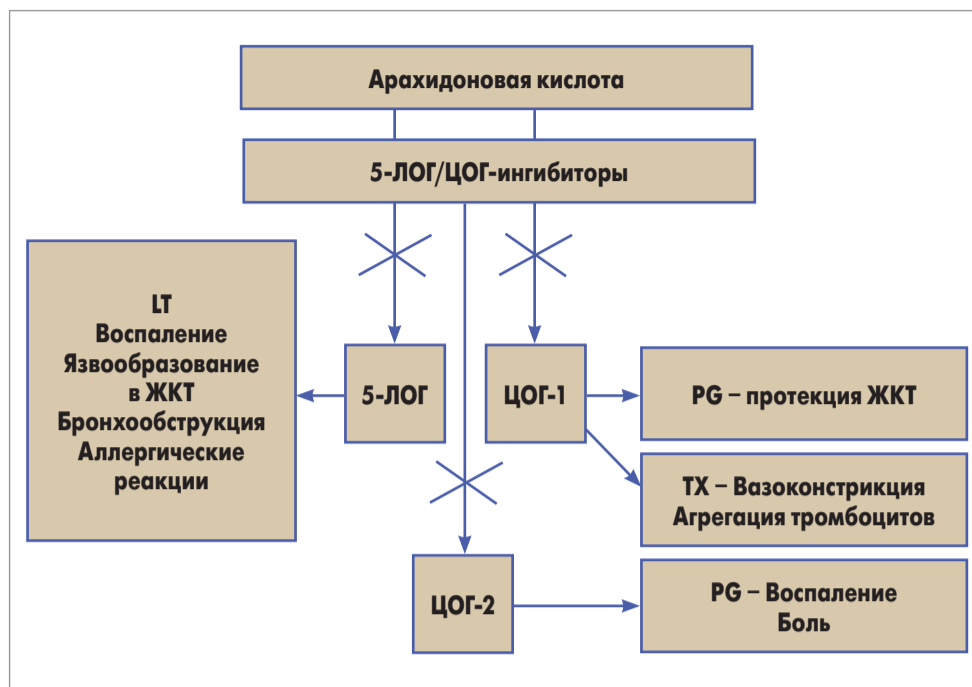 Арахидоновая кислота
5-ЛОГ/ЦОГ-ингибиторы
LT
Воспаление
Язвообразование
в ЖКТ
Бронхообструкция
Аллергические
реакции
5-ЛОГ
ЦОГ-1
PG – протекция ЖКТ
TX – Вазоконстрикция
Агрегация тромбоцитов
ЦОГ-2
PG – Воспаление
Боль